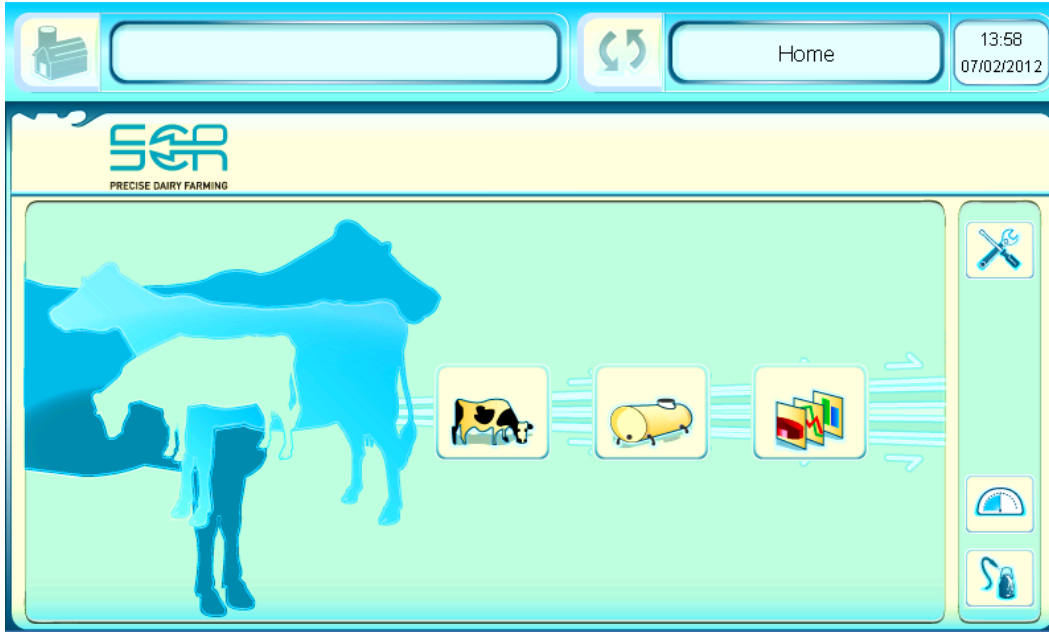 Home
13:58
07/02/2012
SCR
PRECISE DAIRY FARMING